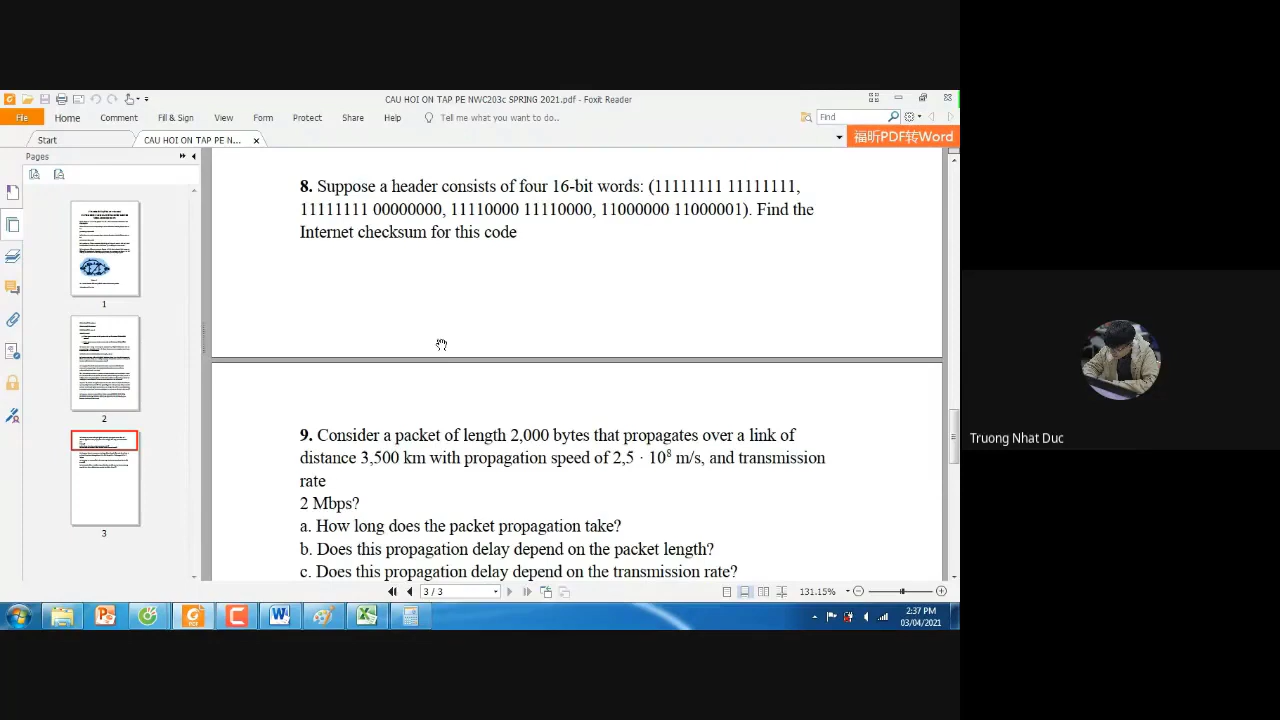 CAU HOI ON TAP PE NWC203c SPRING 2021.pdf - Foxit Reader
File Home Comment Fill & Sign View Form Protect Share Help Tell me what you want to do.. Find
Start CAU HOI ON TAP PE N... 福昕PDF转Word
Pages
1
2
3
8. Suppose a header consists of four 16-bit words: (11111111 11111111,
11111111 00000000, 11110000 11110000, 11000000 11000001). Find the
Internet checksum for this code
9. Consider a packet of length 2,000 bytes that propagates over a link of
distance 3,500 km with propagation speed of 2,5 · 10⁸ m/s, and transmission
rate
2 Mbps?
a. How long does the packet propagation take?
b. Does this propagation delay depend on the packet length?
c. Does this propagation delay depend on the transmission rate?
3 / 3 131.15%
2:37 PM
03/04/2021
Truong Nhat Duc